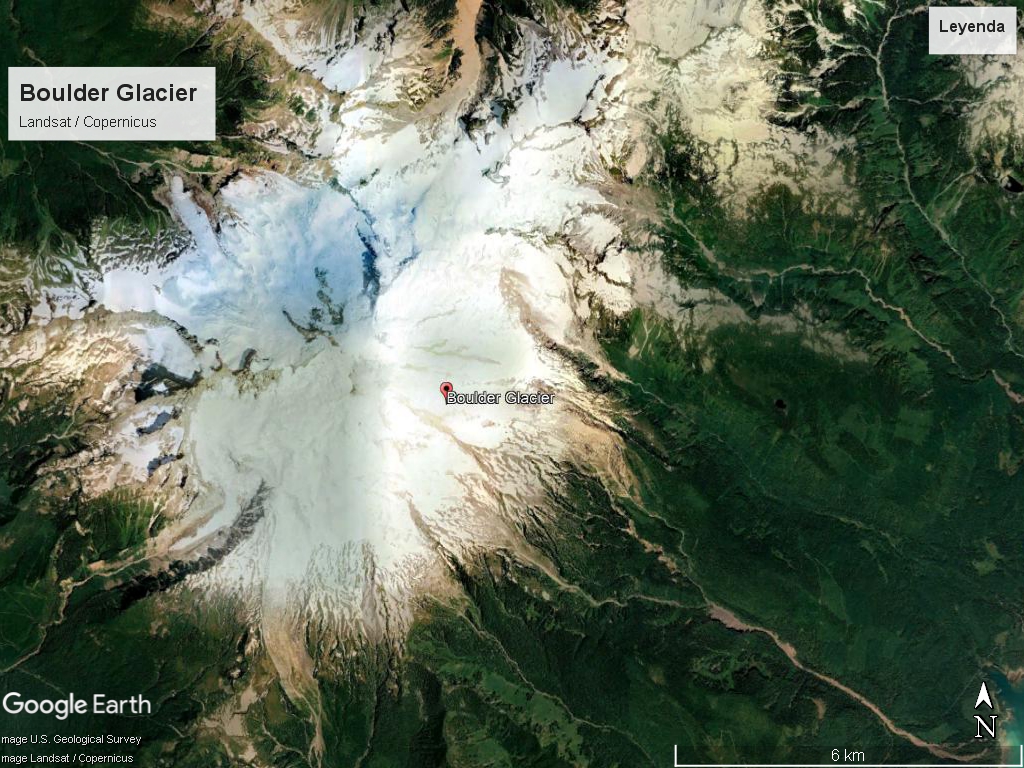 Leyenda
Boulder Glacier
Landsat / Copernicus
Boulder Glacier
Google Earth
mage U.S. Geological Survey
mage Landsat / Copernicus
N
6 km